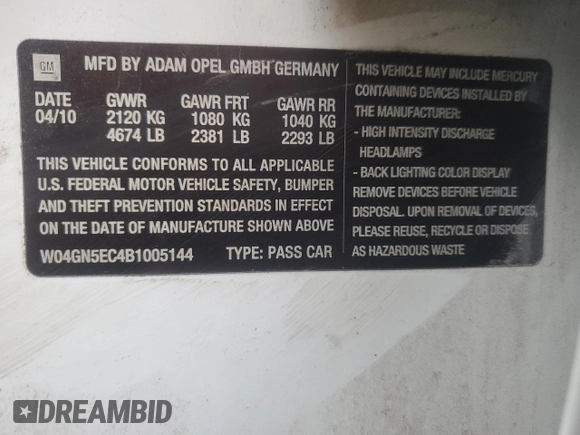 GM
MFD BY ADAM OPEL GMBH GERMANY
DATE GVWR GAWR FRT GAWR RR
04/10 2120 KG 1080 KG 1040 KG
4674 LB 2381 LB 2293 LB
THIS VEHICLE CONFORMS TO ALL APPLICABLE
U.S. FEDERAL MOTOR VEHICLE SAFETY, BUMPER
AND THEFT PREVENTION STANDARDS IN EFFECT
ON THE DATE OF MANUFACTURE SHOWN ABOVE
W04GN5EC4B1005144 TYPE: PASS CAR
THIS VEHICLE MAY INCLUDE MERCURY
CONTAINING DEVICES INSTALLED BY
THE MANUFACTURER:
- HIGH INTENSITY DISCHARGE
HEADLAMPS
- BACK LIGHTING COLOR DISPLAY
REMOVE DEVICES BEFORE VEHICLE
DISPOSAL. UPON REMOVAL OF DEVICES,
PLEASE REUSE, RECYCLE OR DISPOSE
AS HAZARDOUS WASTE
DREAMBID